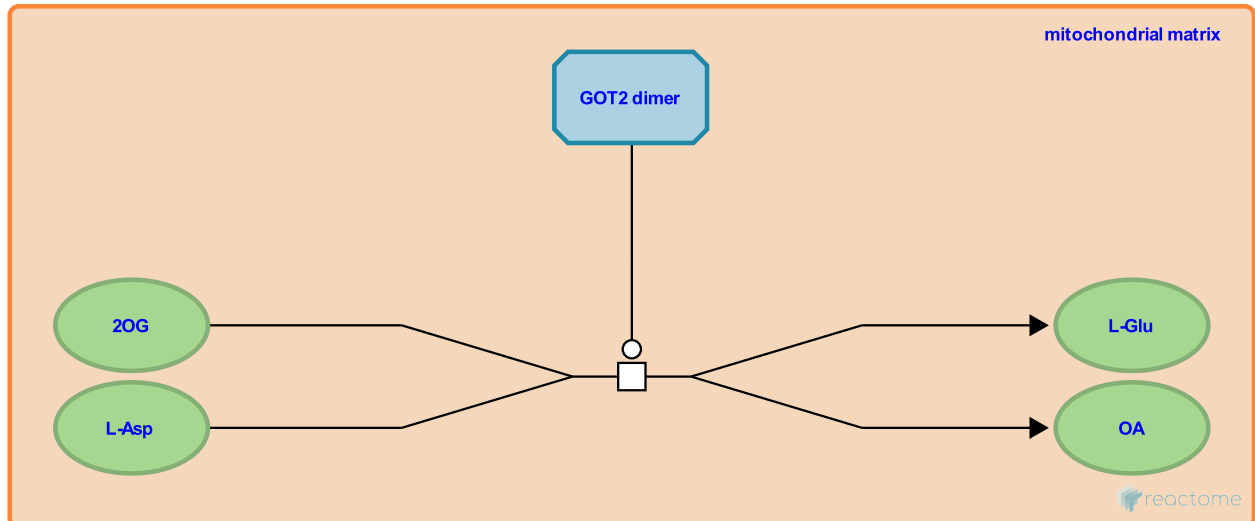 mitochondrial matrix
GOT2 dimer
2OG
L-Glu
L-Asp
OA
reactome